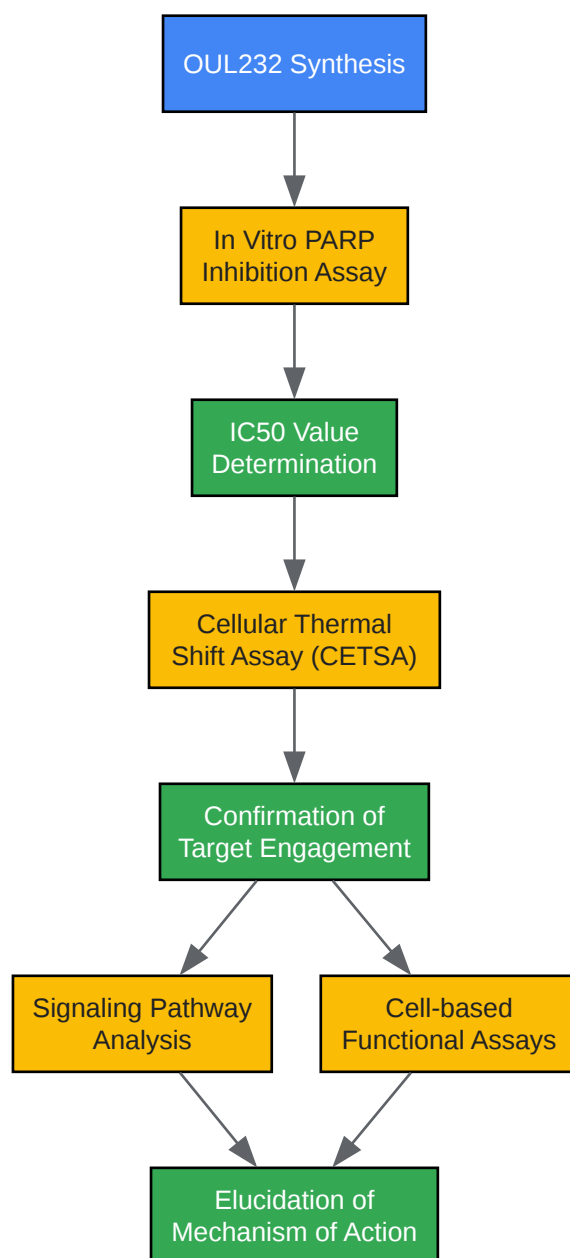 OUL232 Synthesis
In Vitro PARP
Inhibition Assay
IC50 Value
Determination
Cellular Thermal
Shift Assay (CETSA)
Confirmation of
Target Engagement
Signaling Pathway
Analysis
Cell-based
Functional Assays
Elucidation of
Mechanism of Action